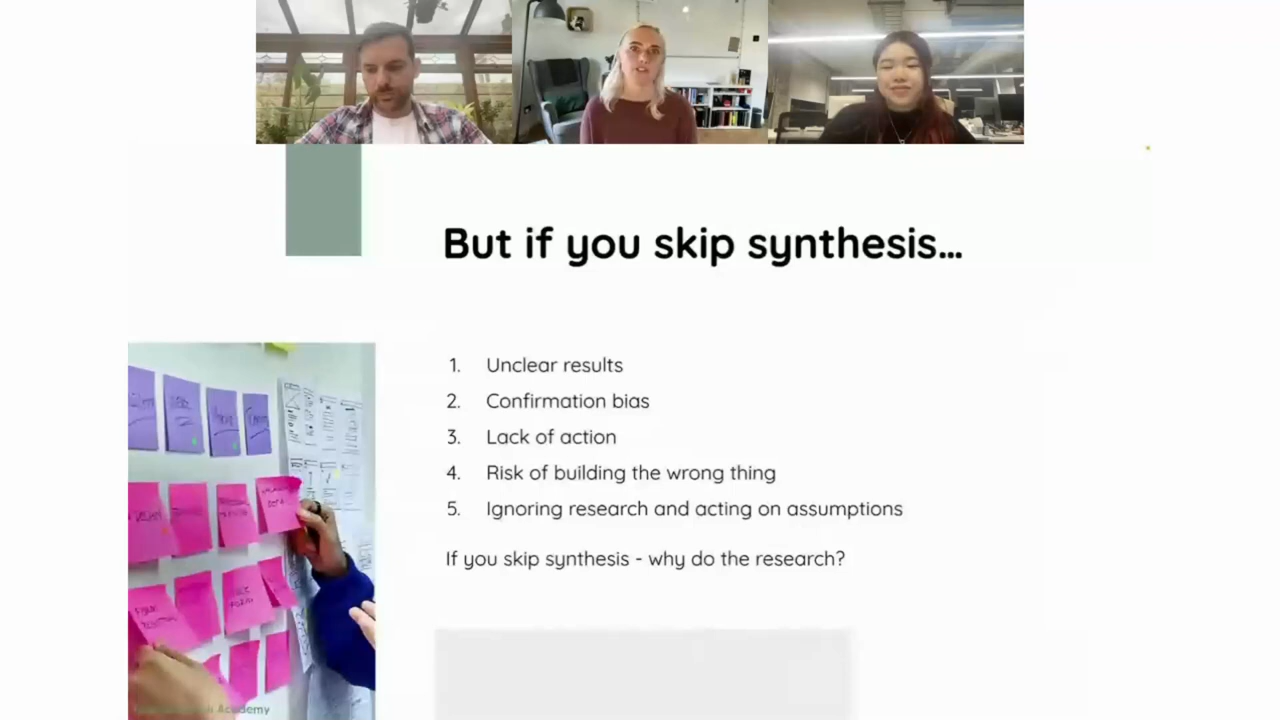 But if you skip synthesis...
1. Unclear results
2. Confirmation bias
3. Lack of action
4. Risk of building the wrong thing
5. Ignoring research and acting on assumptions
If you skip synthesis - why do the research?
Academy